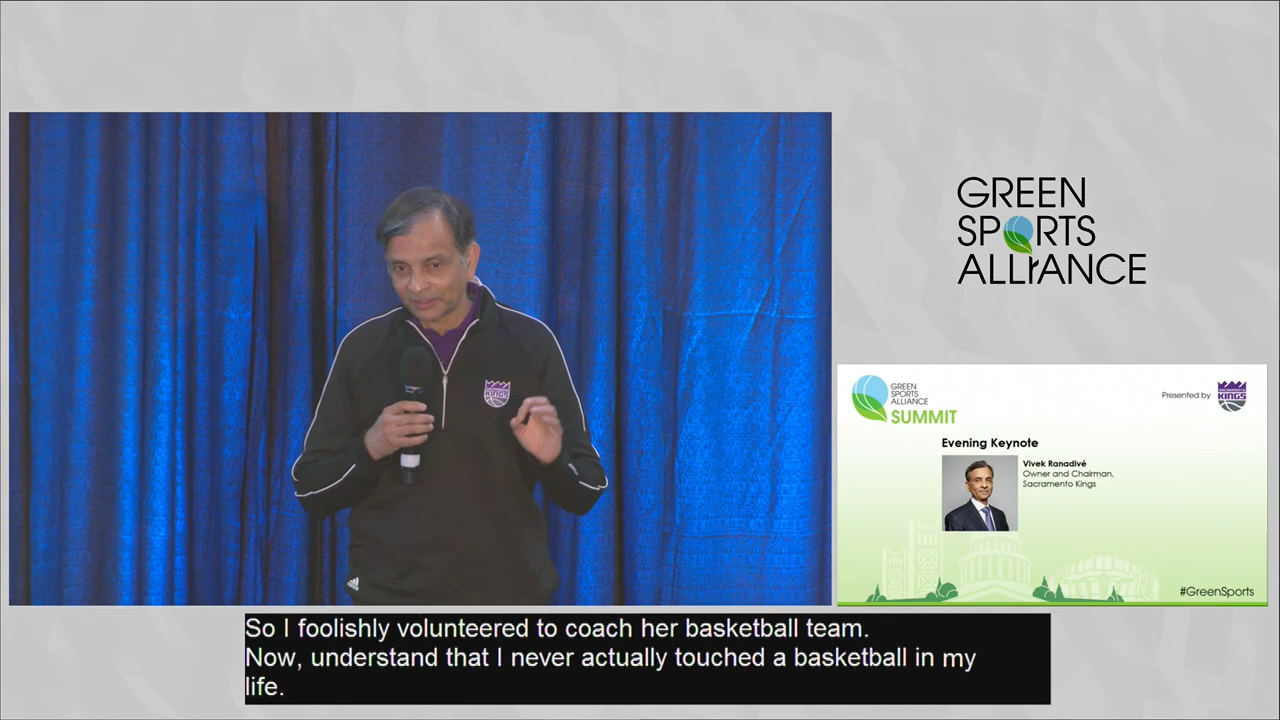 GREEN
SPORTS
ALLIANCE
GREEN
SPORTS
ALLIANCE
SUMMIT
Presented by
SACRAMENTO
KINGS
Evening Keynote
Vivek Ranadivé
Owner and Chairman,
Sacramento Kings
#GreenSports
KINGS
So I foolishly volunteered to coach her basketball team.
Now, understand that I never actually touched a basketball in my
life.